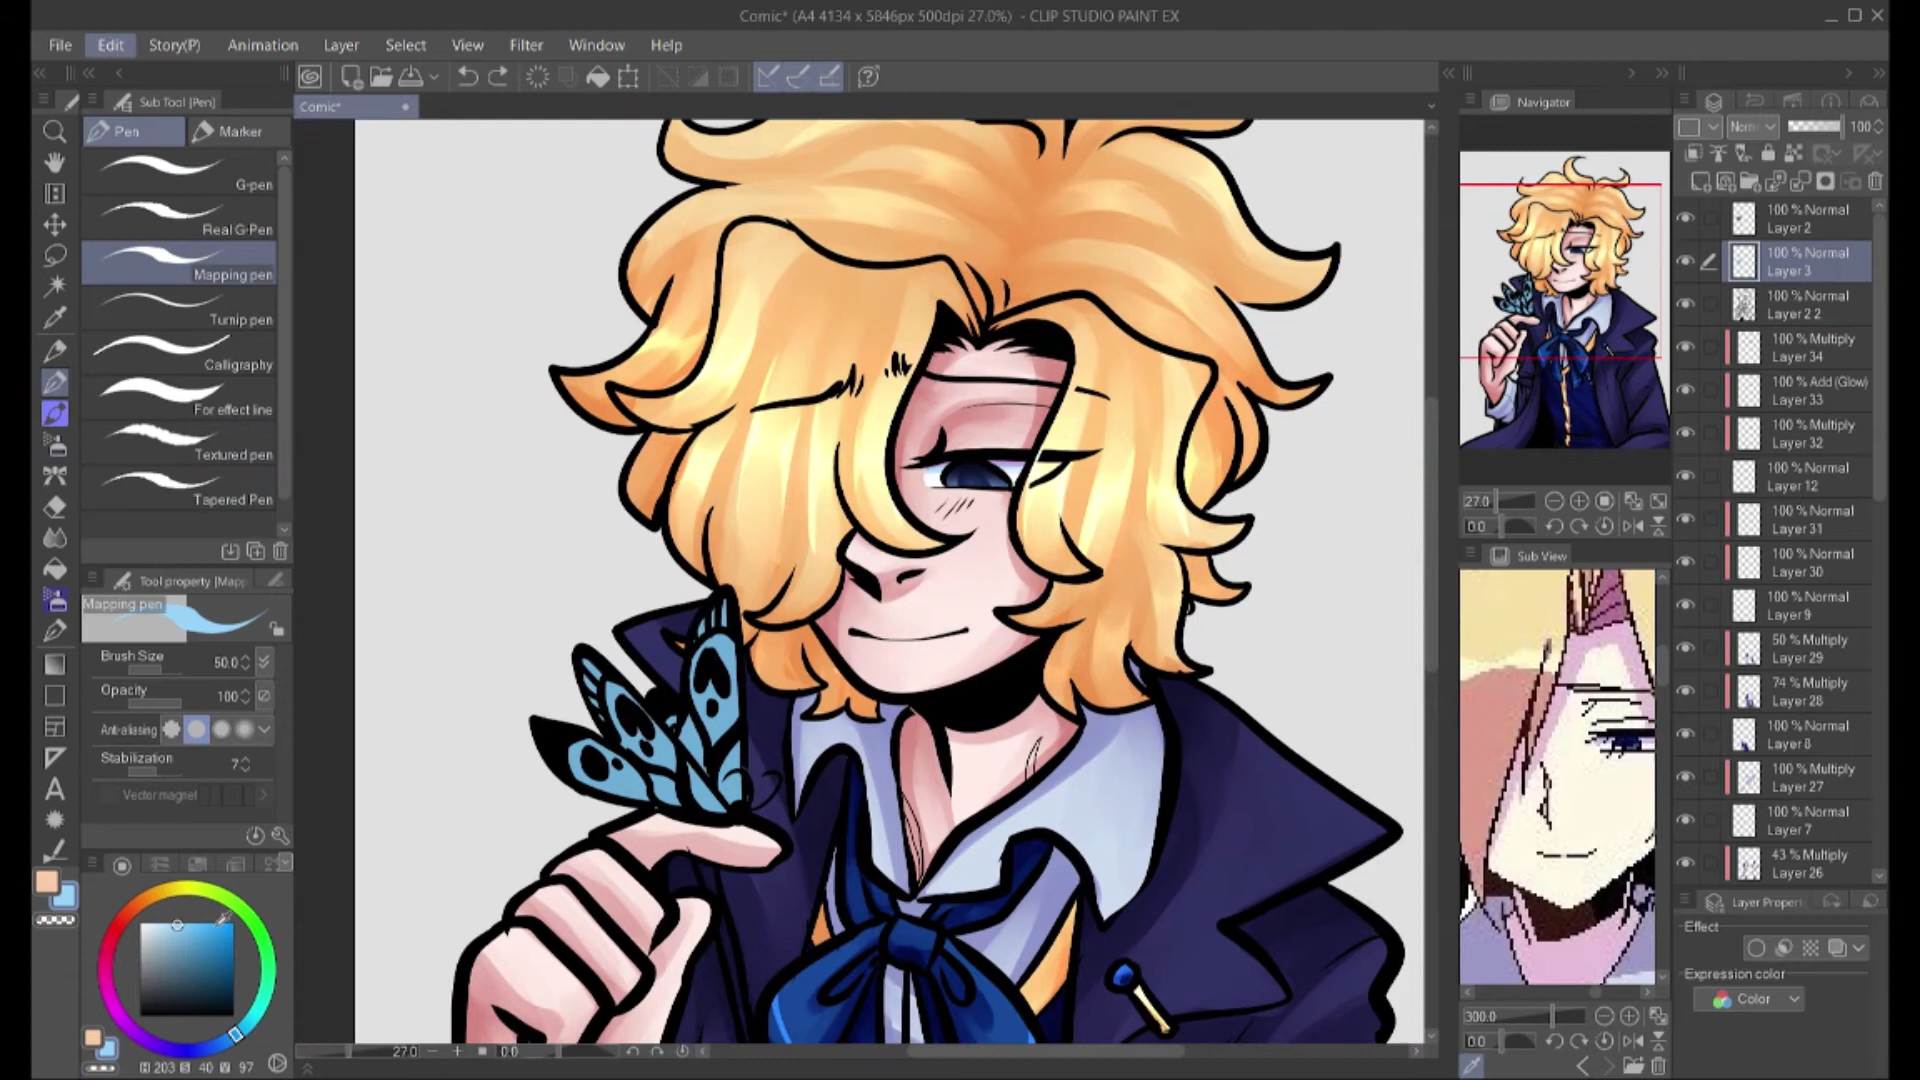 Comic* (A4 4134 x 5846px 500dpi 27.0%) - CLIP STUDIO PAINT EX
File Edit Story(P) Animation Layer Select View Filter Window Help
Sub Tool [Pen]
Comic*
Navigator
Pen Marker
Norm 100
G-pen
Real G-Pen
Mapping pen
Turnip pen
Calligraphy
For effect line
Textured pen
Tapered Pen
Tool property [Mapp
Mapping pen
Brush Size 50.0
Opacity 100
Anti-aliasing
Stabilization 7
Vector magnet
H 203 S 40 V 97
27.0 0.0
27.0
0.0
Sub View
300.0
0.0
100 % Normal
Layer 2
100 % Normal
Layer 3
100 % Normal
Layer 2 2
100 % Multiply
Layer 34
100 % Add (Glow)
Layer 33
100 % Multiply
Layer 32
100 % Normal
Layer 12
100 % Normal
Layer 31
100 % Normal
Layer 30
100 % Normal
Layer 9
50 % Multiply
Layer 29
74 % Multiply
Layer 28
100 % Normal
Layer 8
100 % Multiply
Layer 27
100 % Normal
Layer 7
43 % Multiply
Layer 26
Layer Propert
Effect
Expression color
Color